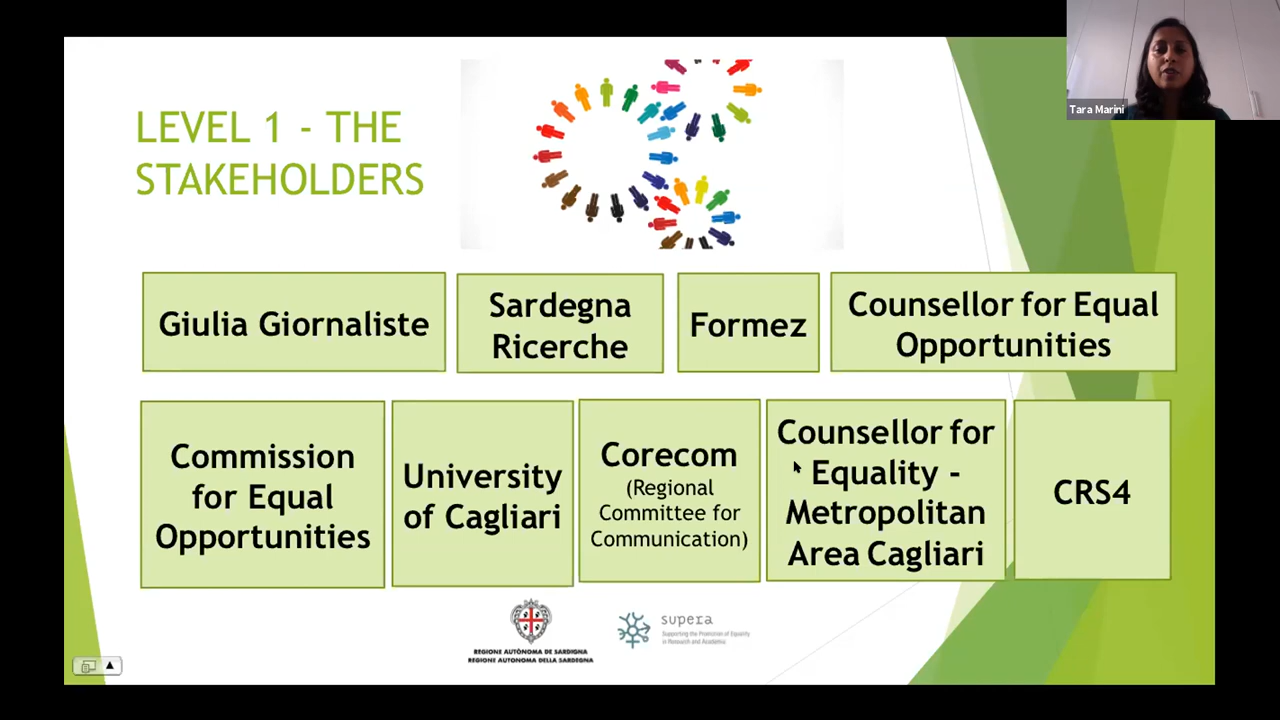 LEVEL 1 - THE
STAKEHOLDERS
Tara Marini
Giulia Giornaliste
Sardegna
Ricerche
Formez
Counsellor for Equal
Opportunities
Commission
for Equal
Opportunities
University
of Cagliari
Corecom
(Regional
Committee for
Communication)
Counsellor for
Equality -
Metropolitan
Area Cagliari
CRS4
REGIONE AUTÒNOMA DE SARDIGNA
REGIONE AUTONOMA DELLA SARDEGNA
supera
Supporting the Promotion of Equality
in Research and Academia